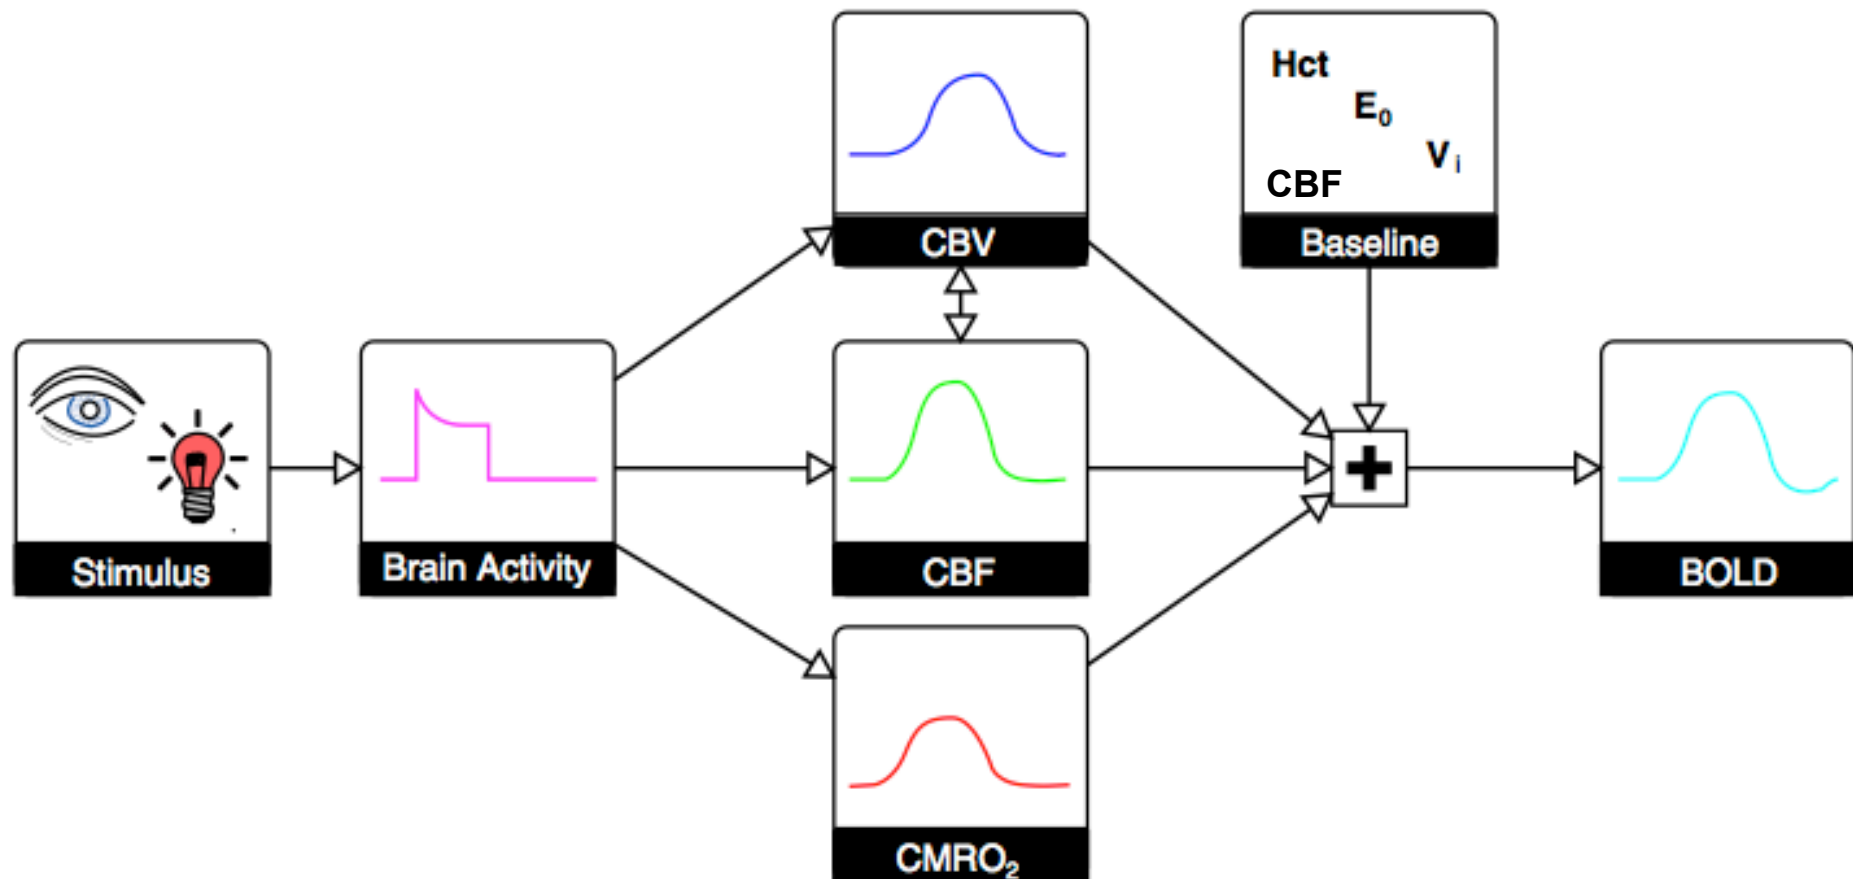 Hct
E₀
Vᵢ
CBF
CBV
Baseline
Stimulus
Brain Activity
CBF
BOLD
CMRO₂